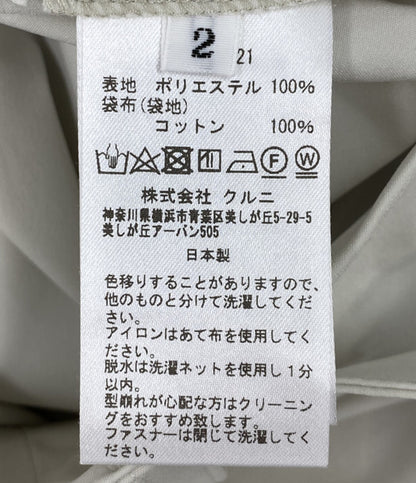 2
21
表地 ポリエステル 100%
袋布(袋地)
コットン 100%
F W
株式会社 クルニ
神奈川県横浜市青葉区美しが丘5-29-5
美しが丘アーバン505
日本製
色移りすることがありますので、
他のものと分けて洗濯してくだ
さい。
アイロンはあて布を使用してく
ださい。
脱水は洗濯ネットを使用し1分
以内。
型崩れが心配な方はクリーニン
グをおすすめ致します。
ファスナーは閉じて洗濯してく
ださい。